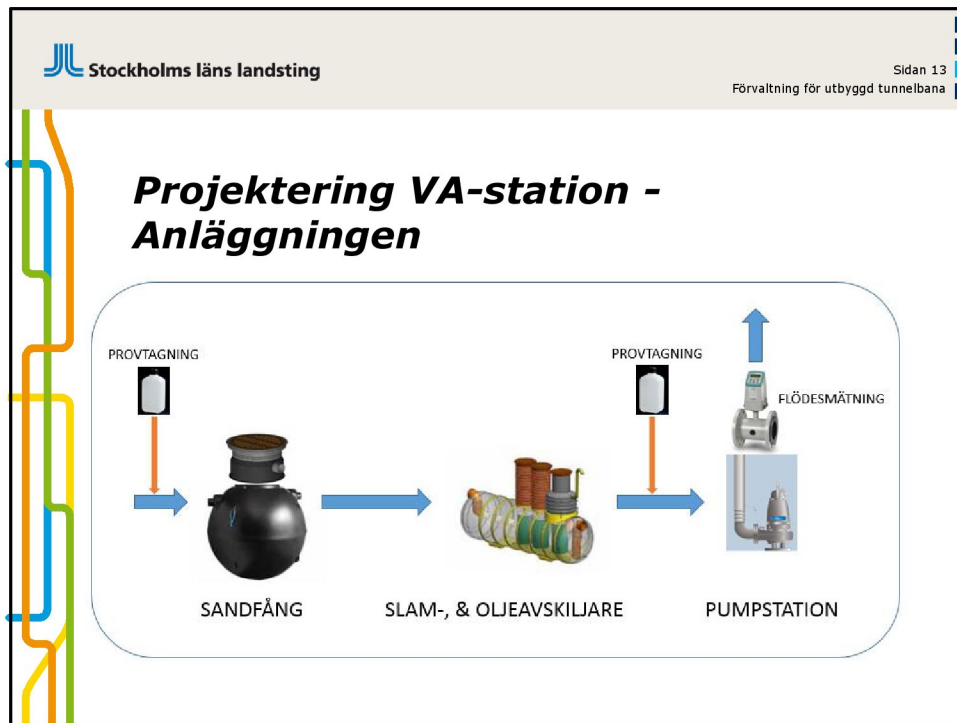 Stockholms läns landsting
Sidan 13
Förvaltning för utbyggd tunnelbana
Projektering VA-station -
Anläggningen
PROVTAGNING
PROVTAGNING
FLÖDESMÄTNING
SANDFÅNG
SLAM-, & OLJEAVSKILJARE
PUMPSTATION